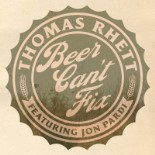 THOMAS RHETT
Beer
Can't
Fix
FEATURING JON PARDI